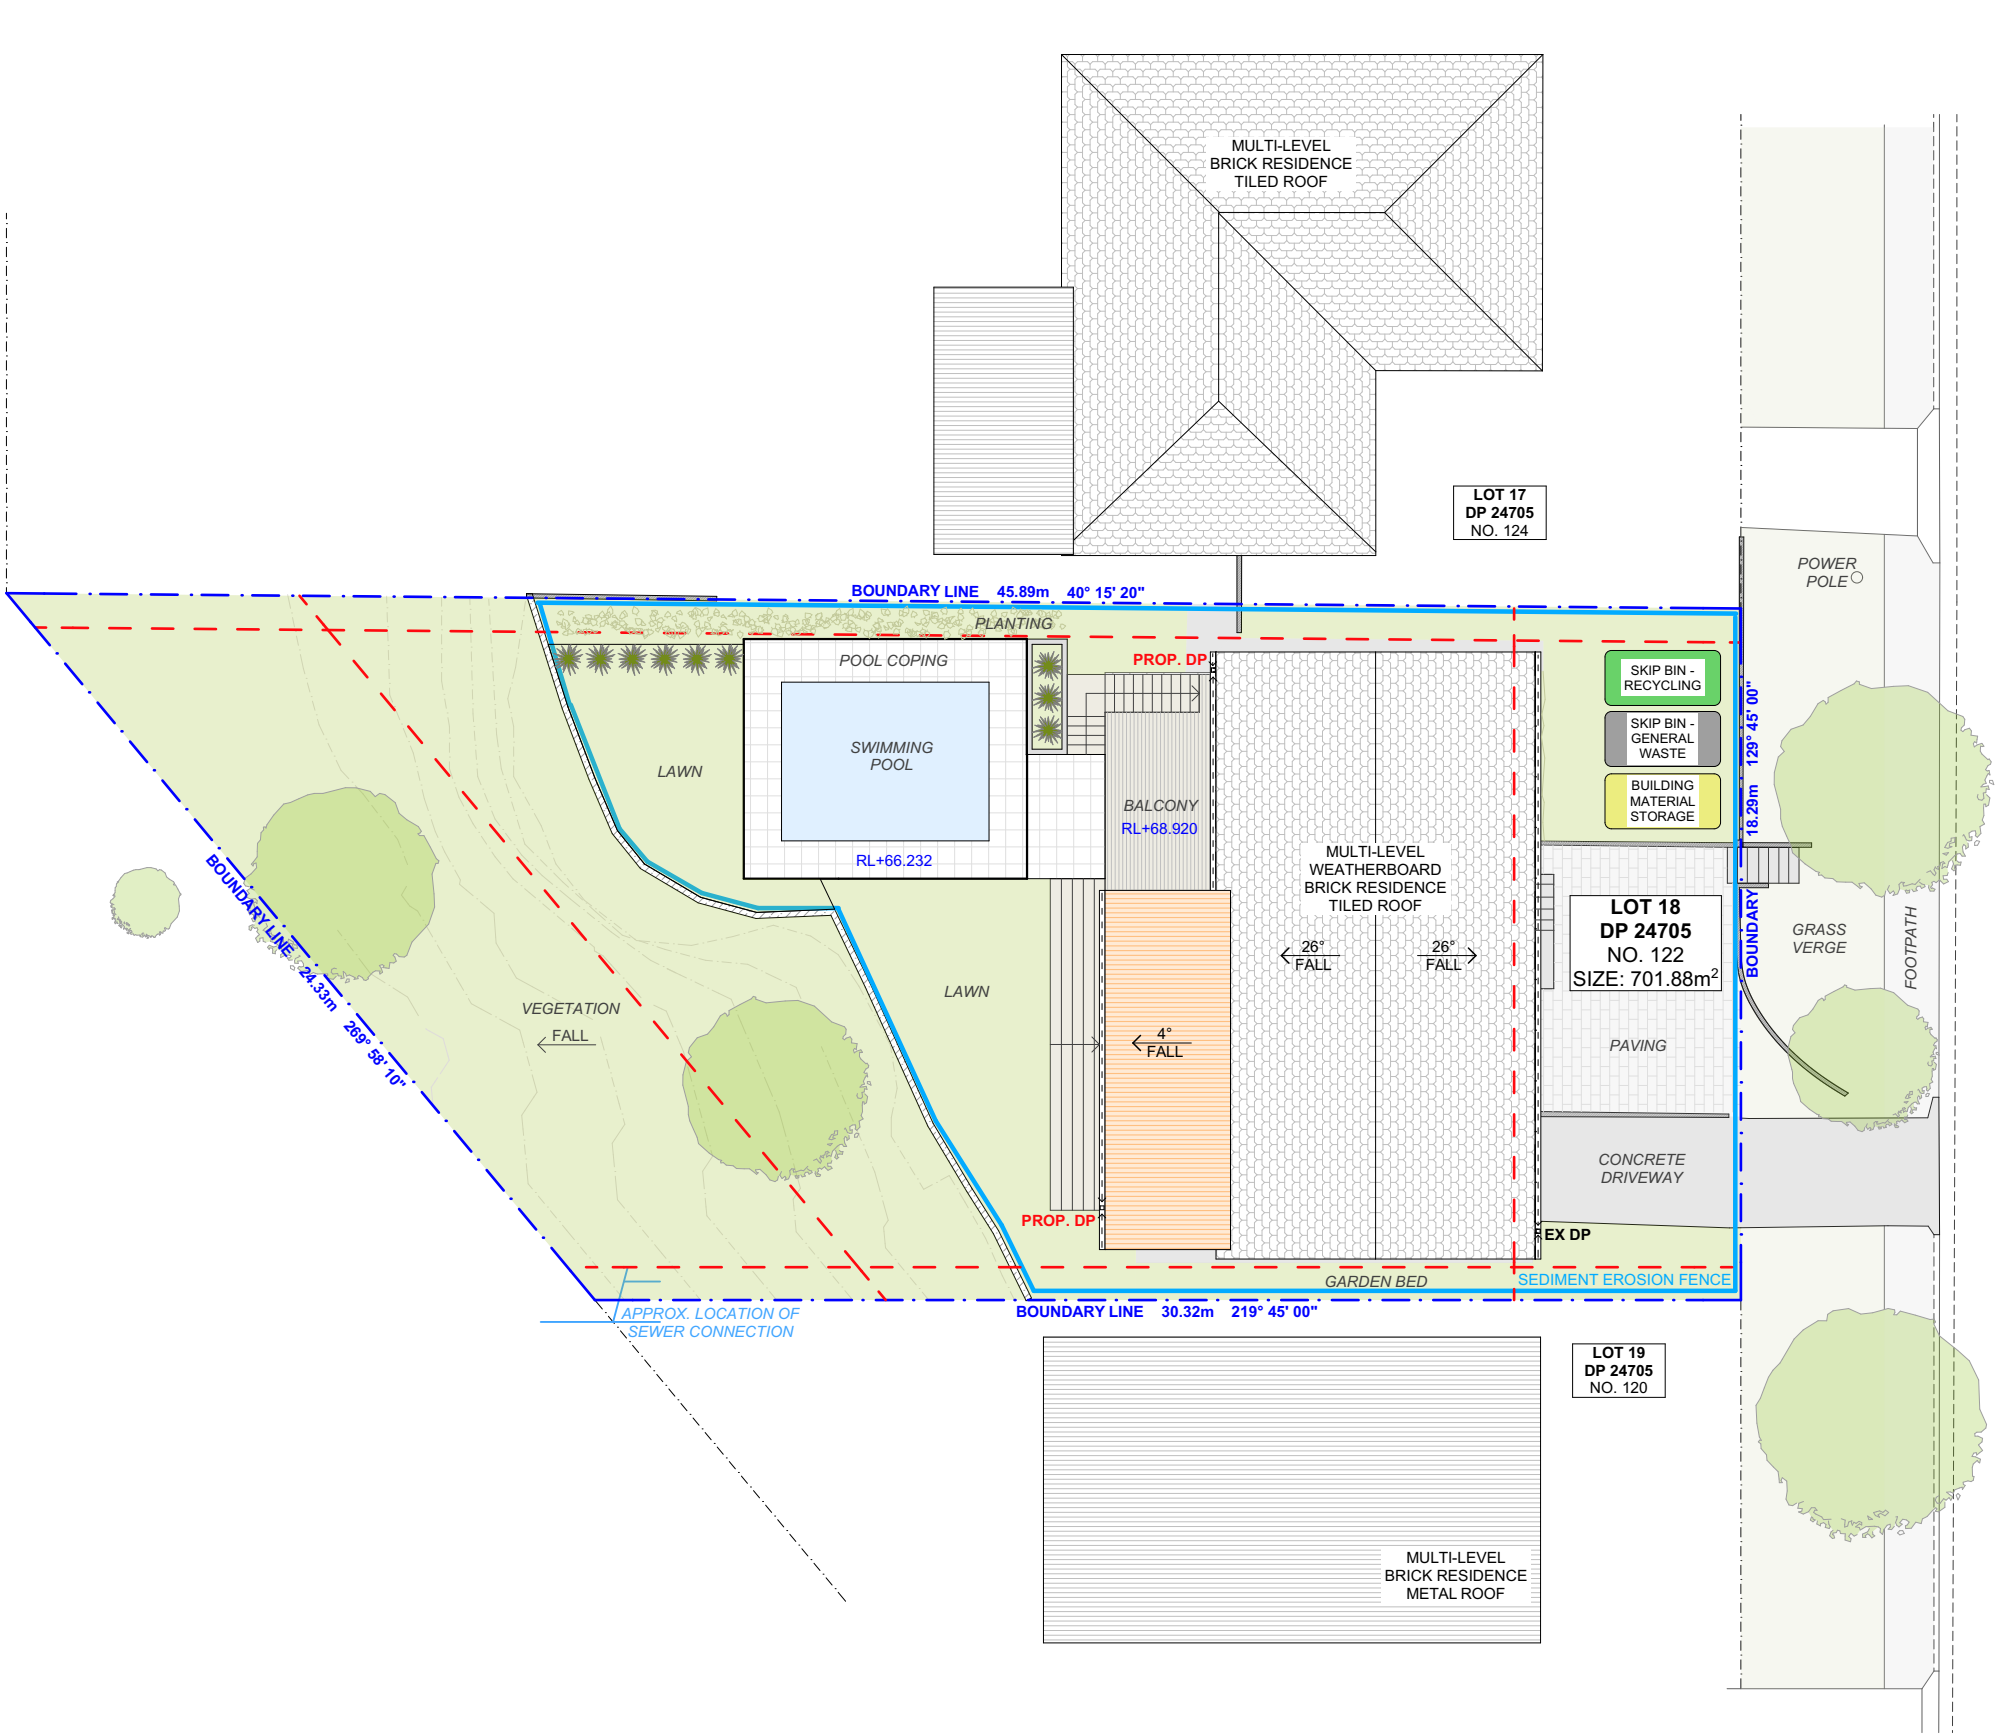 MULTI-LEVEL
BRICK RESIDENCE
TILED ROOF
LOT 17
DP 24705
NO. 124
POWER
POLE
BOUNDARY LINE 45.89m 40° 15' 20"
PLANTING
POOL COPING
PROP. DP
SKIP BIN -
RECYCLING
SKIP BIN -
GENERAL
WASTE
BUILDING
MATERIAL
STORAGE
BOUNDARY 18.29m 129° 45' 00"
SWIMMING
POOL
LAWN
BALCONY
RL+68.920
RL+66.232
MULTI-LEVEL
WEATHERBOARD
BRICK RESIDENCE
TILED ROOF
LOT 18
DP 24705
NO. 122
SIZE: 701.88m²
GRASS
VERGE
FOOTPATH
26°
FALL
26°
FALL
BOUNDARY LINE 24.33m 269° 58' 10"
LAWN
VEGETATION
FALL
4°
FALL
PAVING
CONCRETE
DRIVEWAY
PROP. DP
EX DP
GARDEN BED
SEDIMENT EROSION FENCE
APPROX. LOCATION OF
SEWER CONNECTION
BOUNDARY LINE 30.32m 219° 45' 00"
LOT 19
DP 24705
NO. 120
MULTI-LEVEL
BRICK RESIDENCE
METAL ROOF